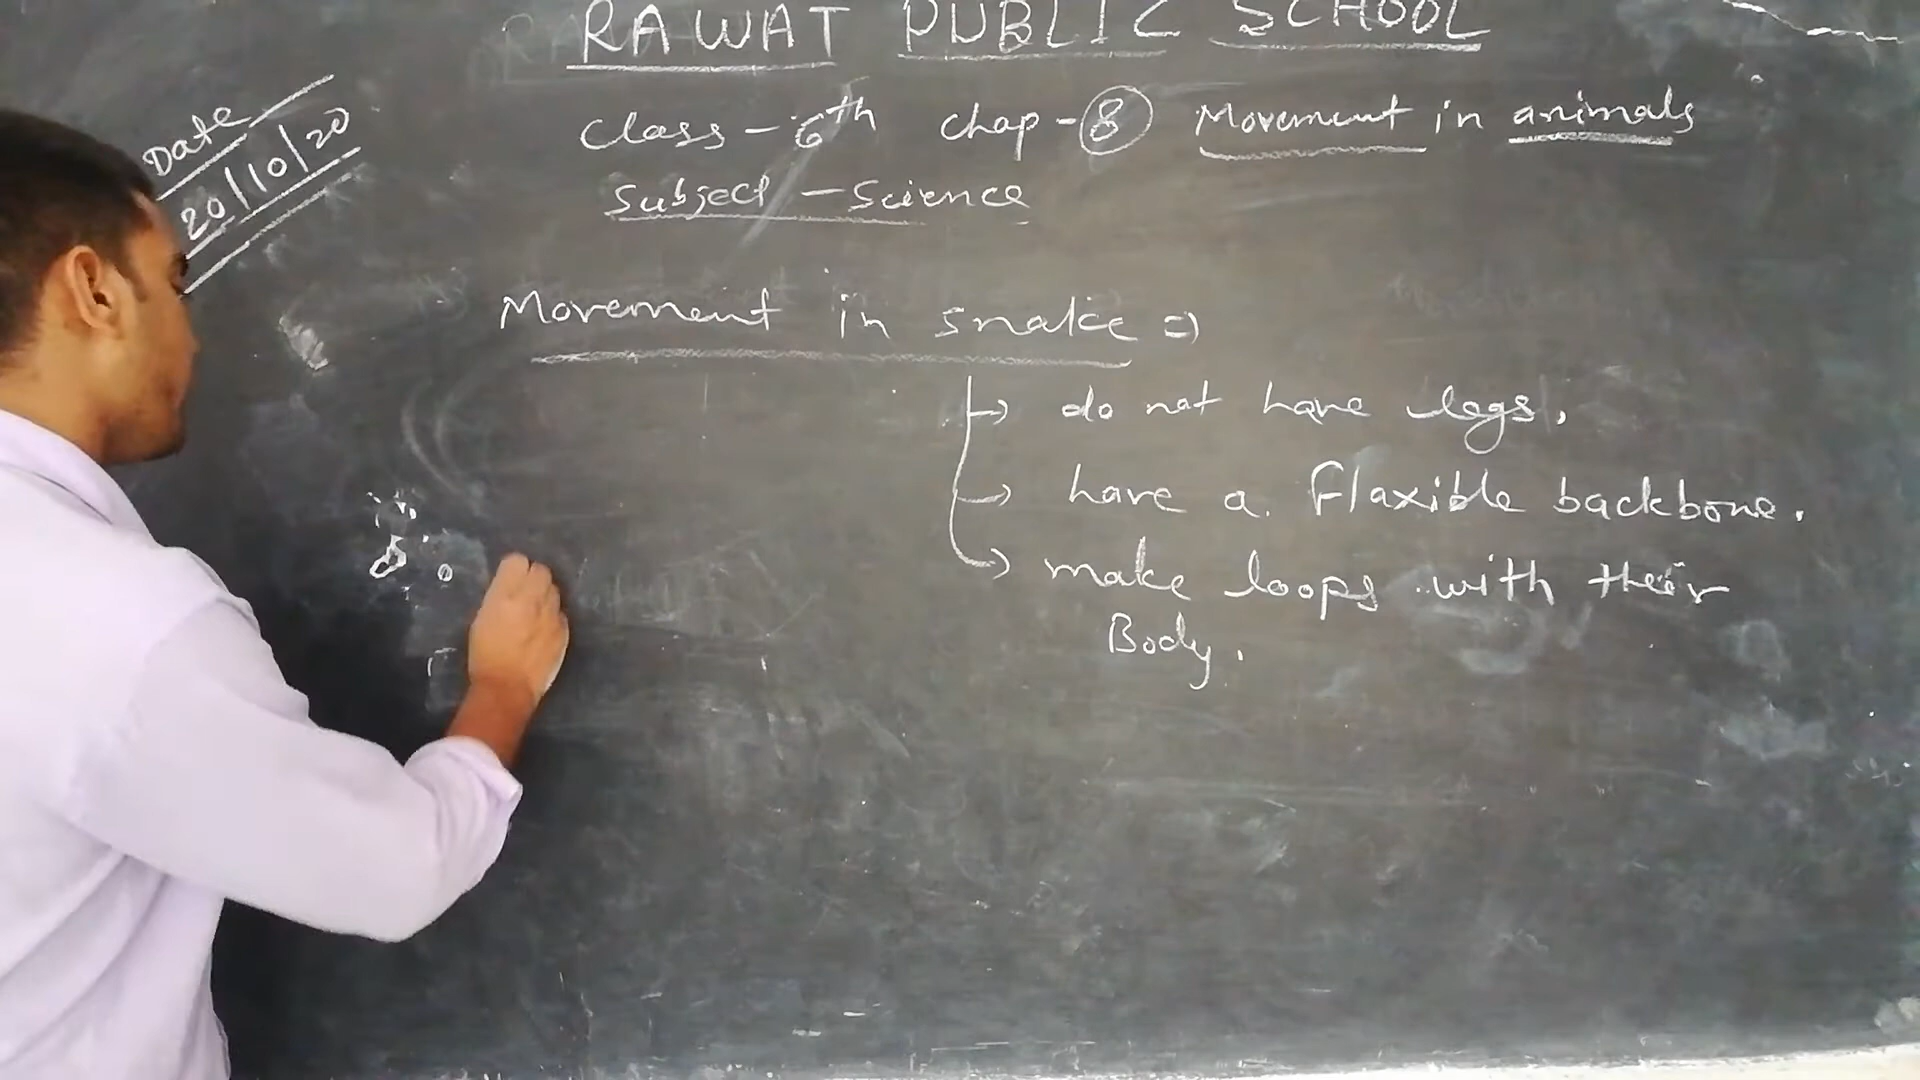 RAWAT PUBLIC SCHOOL
Date
20/10/20
Class - 6th Chap - 8 Movement in animals
Subject - Science
Movement in snake =>
→ do not have legs.
→ have a flaxible backbone.
→ make loops with their
Body.